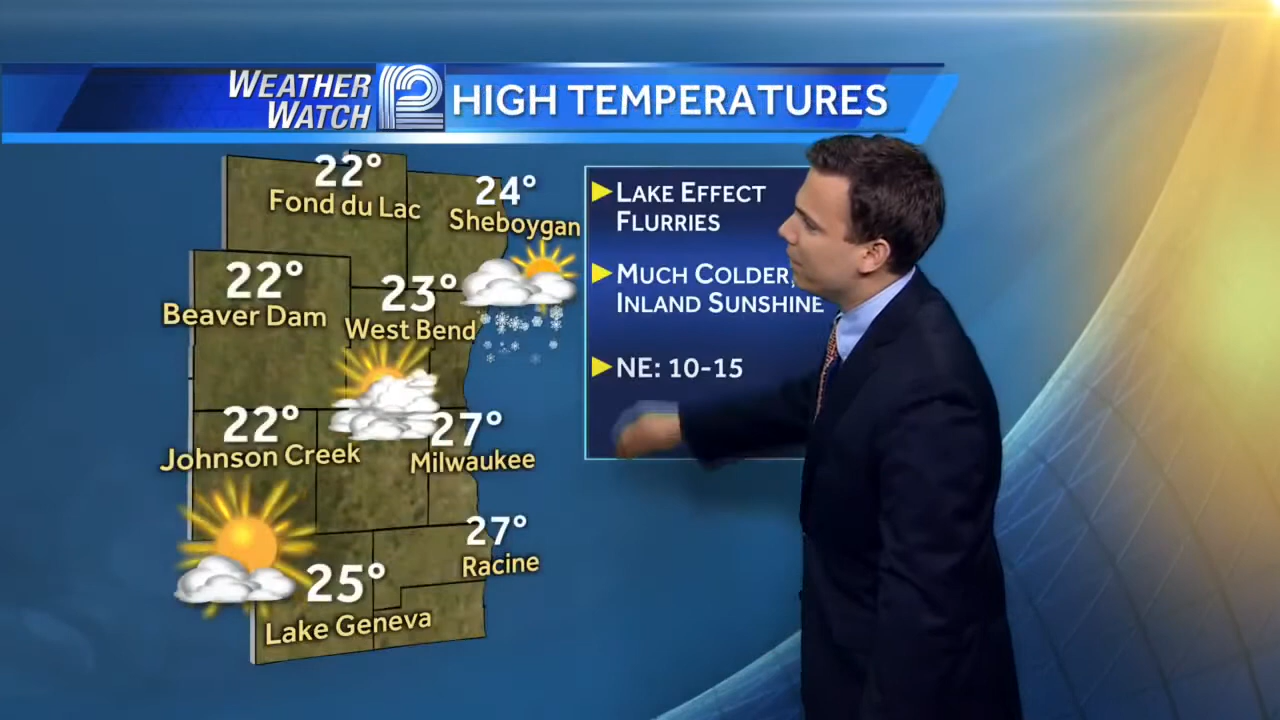 WEATHER
WATCH 12
HIGH TEMPERATURES
22°
Fond du Lac
24°
Sheboygan
22°
Beaver Dam
23°
West Bend
22°
Johnson Creek
27°
Milwaukee
27°
Racine
25°
Lake Geneva
LAKE EFFECT
FLURRIES
MUCH COLDER,
INLAND SUNSHINE
NE: 10-15